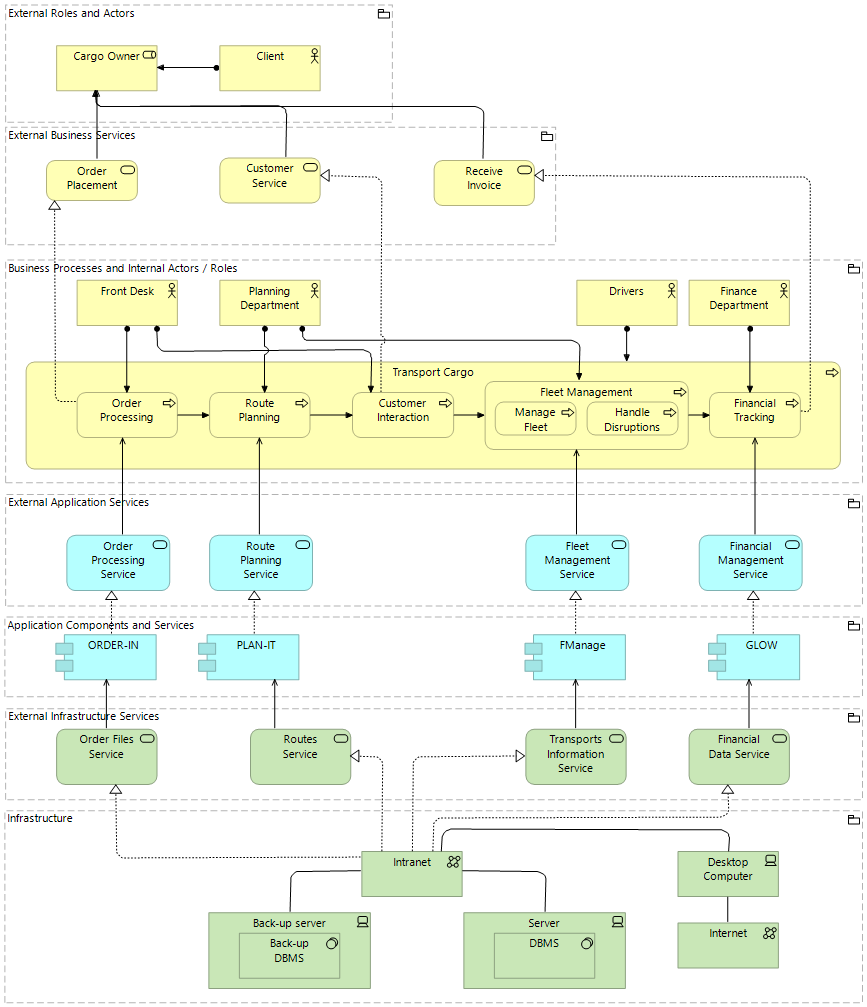 External Roles and Actors
Cargo Owner
Client
External Business Services
Order
Placement
Customer
Service
Receive
Invoice
Business Processes and Internal Actors / Roles
Front Desk
Planning
Department
Drivers
Finance
Department
Transport Cargo
Order
Processing
Route
Planning
Customer
Interaction
Fleet Management
Manage
Fleet
Handle
Disruptions
Financial
Tracking
External Application Services
Order
Processing
Service
Route
Planning
Service
Fleet
Management
Service
Financial
Management
Service
Application Components and Services
ORDER-IN
PLAN-IT
FManage
GLOW
External Infrastructure Services
Order Files
Service
Routes
Service
Transports
Information
Service
Financial
Data Service
Infrastructure
Intranet
Desktop
Computer
Back-up server
Back-up
DBMS
Server
DBMS
Internet